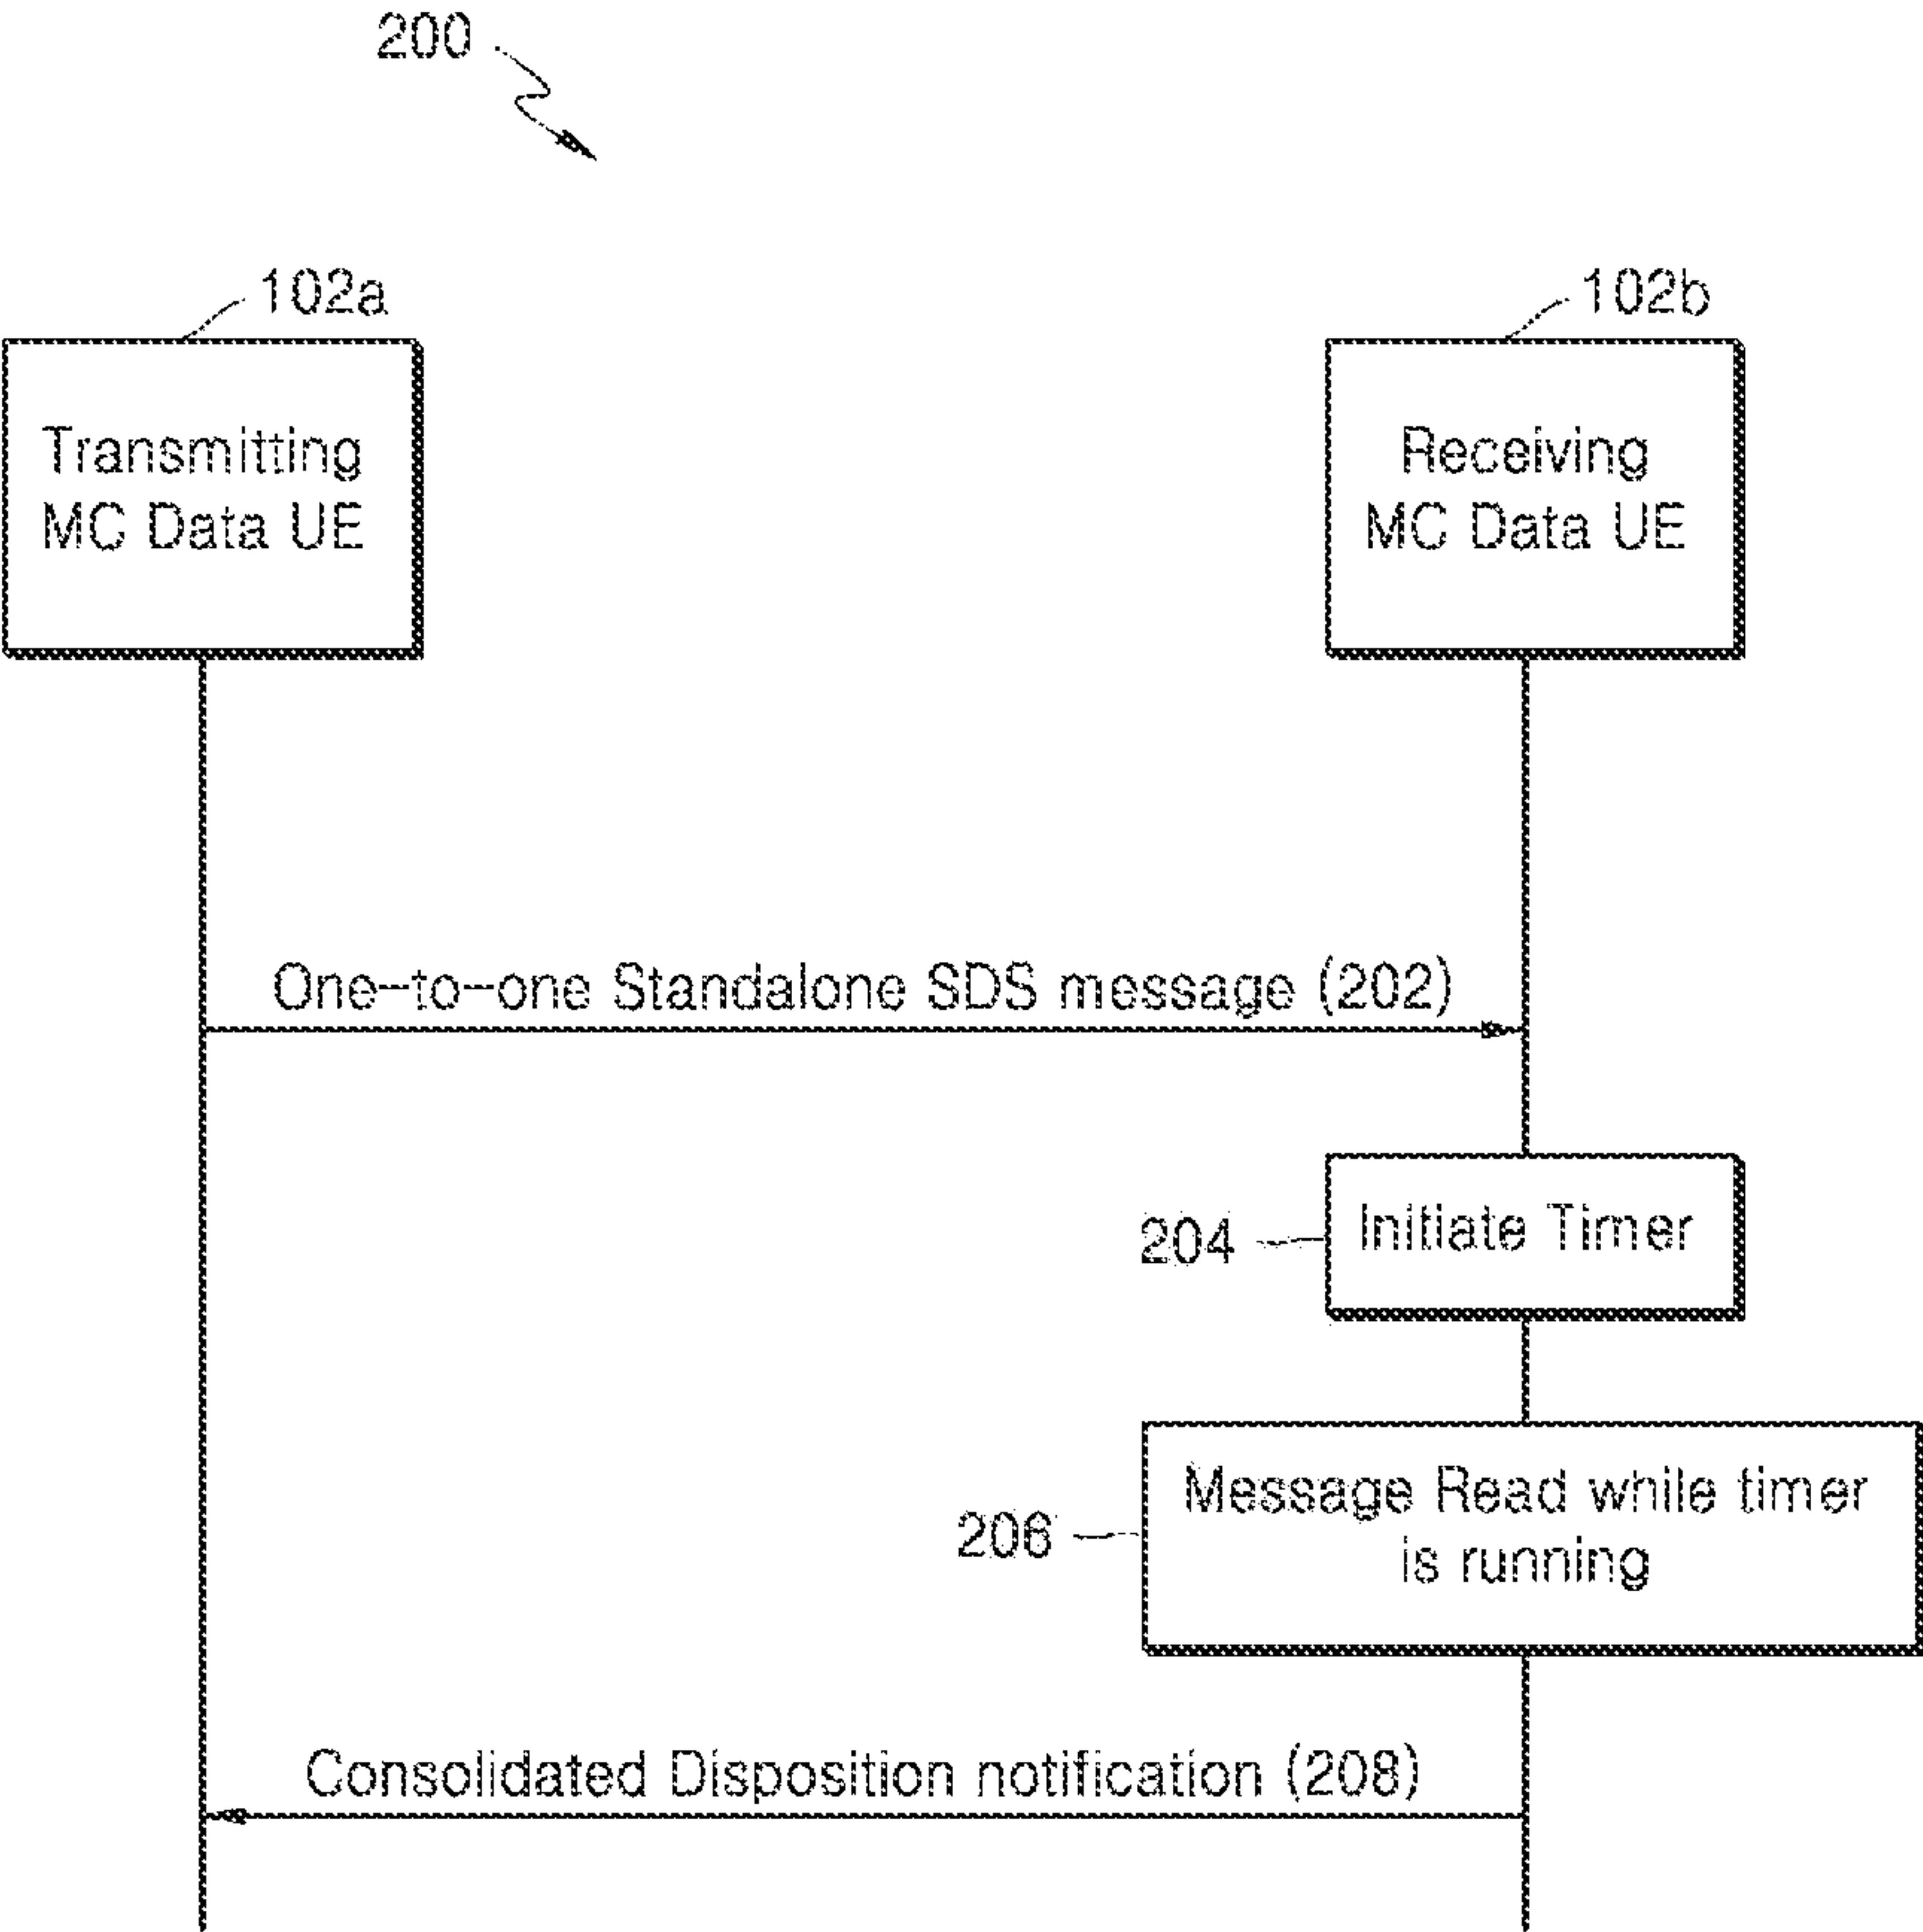 200
102a
102b
Transmitting
MC Data UE
Receiving
MC Data UE
One-to-one Standalone SDS message (202)
204
Initiate Timer
206
Message Read while timer
is running
Consolidated Disposition notification (208)